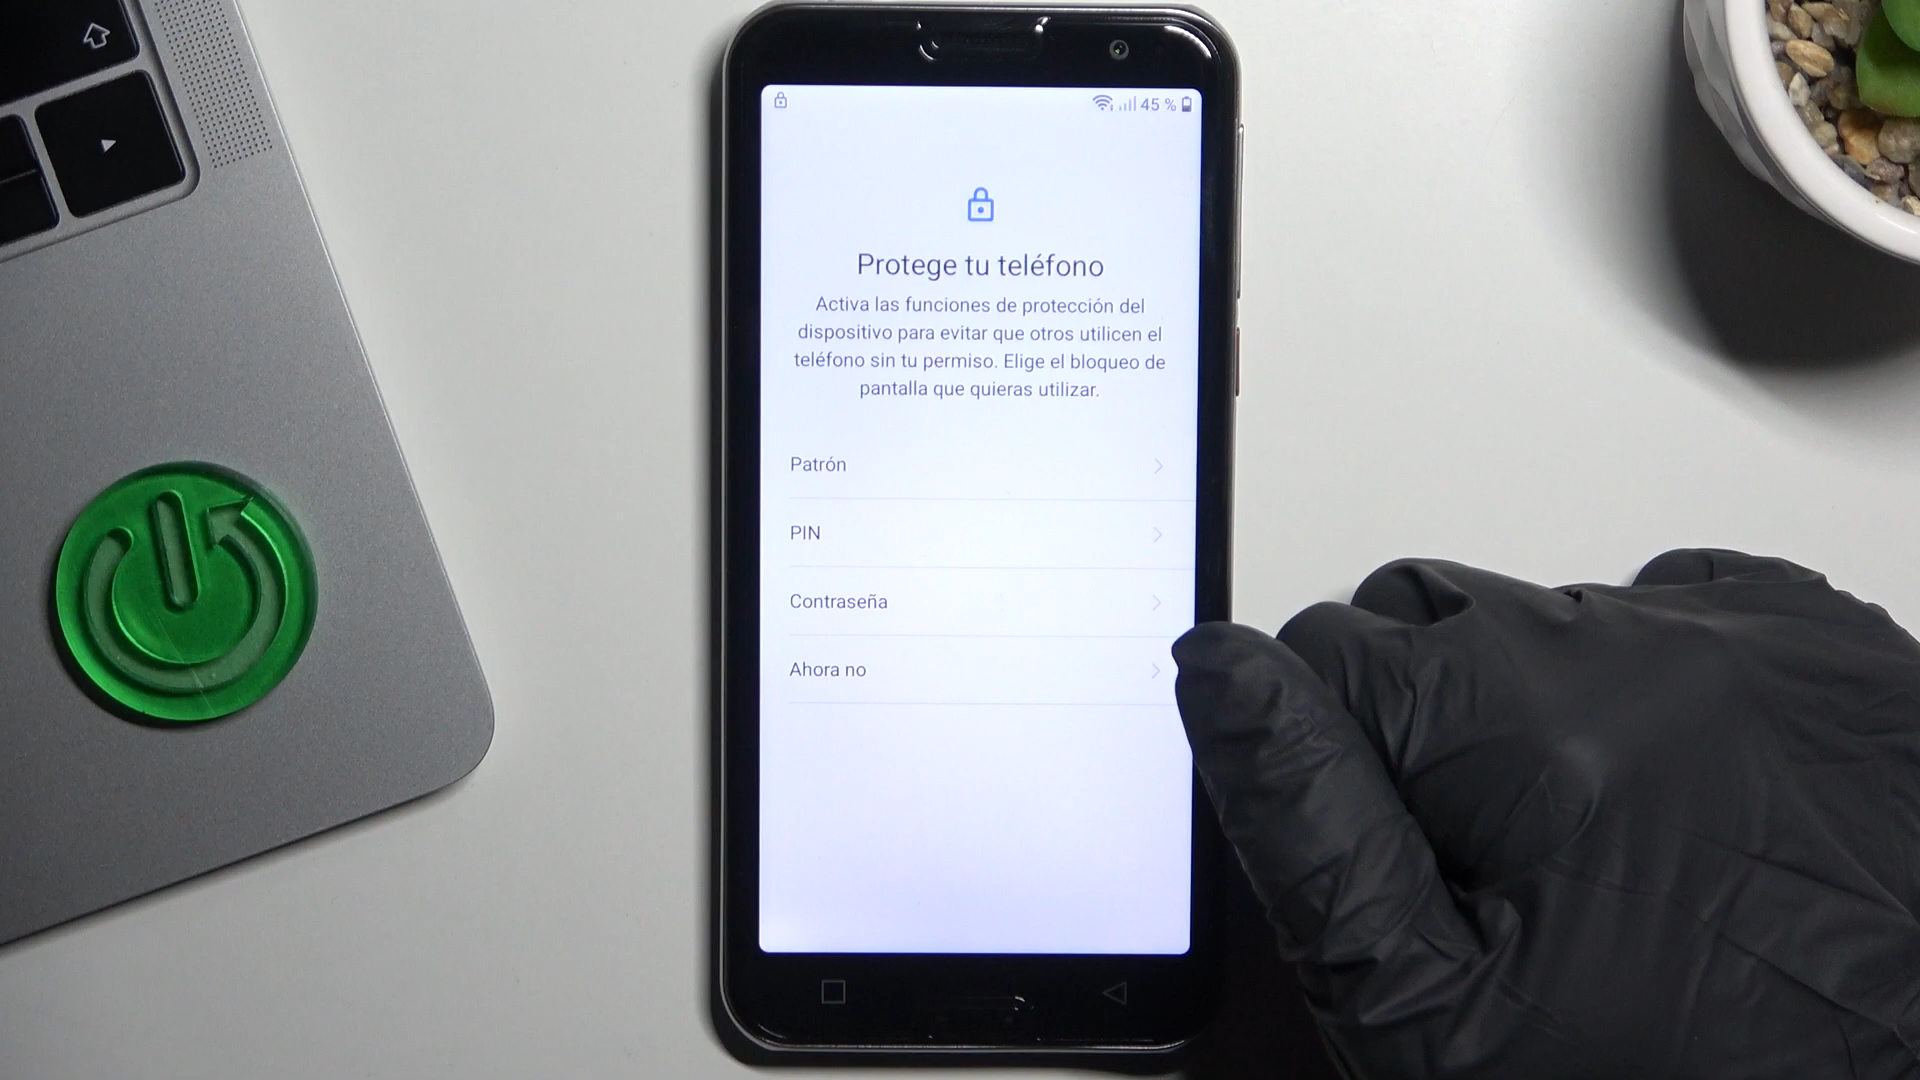 45 %
Protege tu teléfono
Activa las funciones de protección del
dispositivo para evitar que otros utilicen el
teléfono sin tu permiso. Elige el bloqueo de
pantalla que quieras utilizar.
Patrón
PIN
Contraseña
Ahora no